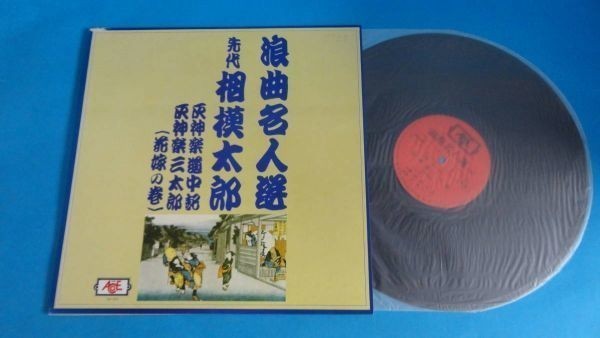 浪曲名人選
先代 相模太郎
灰神楽道中記
灰神楽三太郎
(花嫁の巻)
ACE